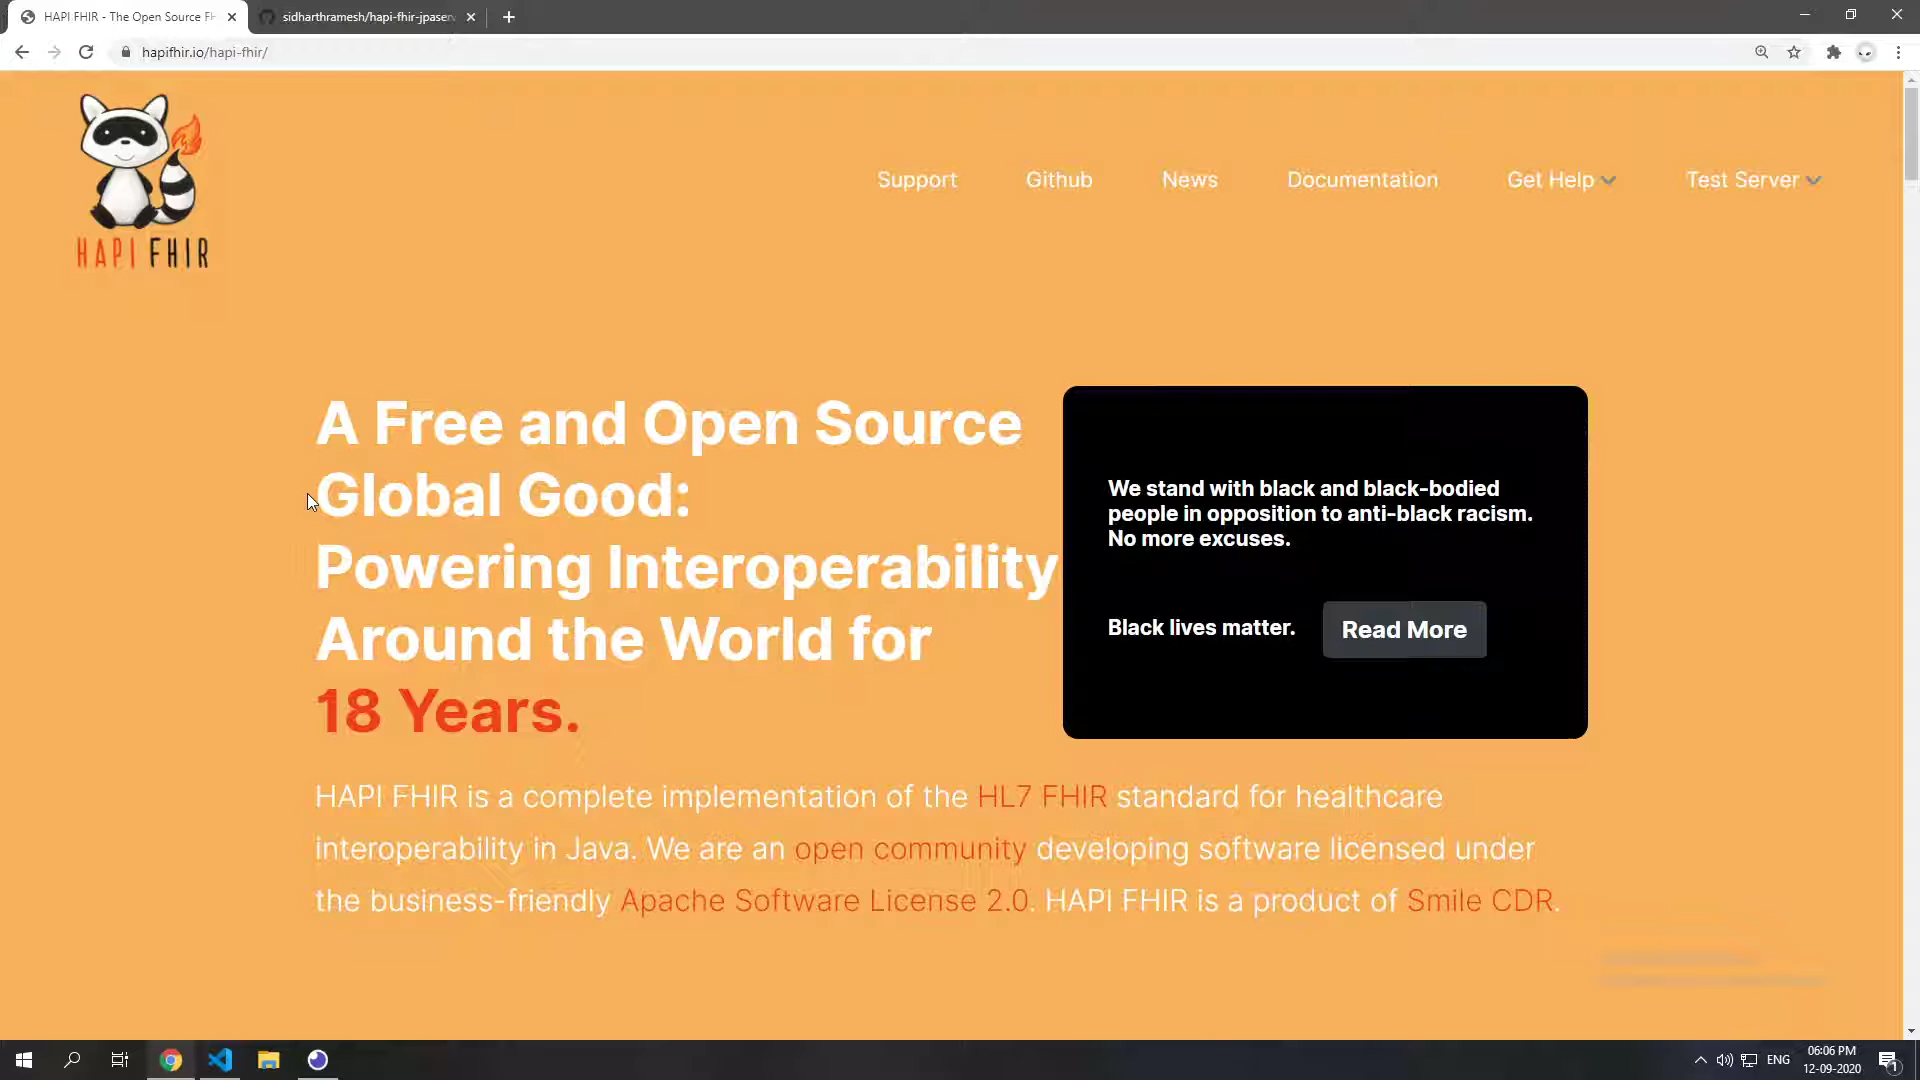 HAPI FHIR - The Open Source FH
sidharthramesh/hapi-fhir-jpaserv
hapifhir.io/hapi-fhir/
HAPI FHIR
Support
Github
News
Documentation
Get Help
Test Server
A Free and Open Source
Global Good:
Powering Interoperability
Around the World for
18 Years.
We stand with black and black-bodied
people in opposition to anti-black racism.
No more excuses.
Black lives matter.
Read More
HAPI FHIR is a complete implementation of the HL7 FHIR standard for healthcare
interoperability in Java. We are an open community developing software licensed under
the business-friendly Apache Software License 2.0. HAPI FHIR is a product of Smile CDR.
ENG
06:06 PM
12-09-2020
1